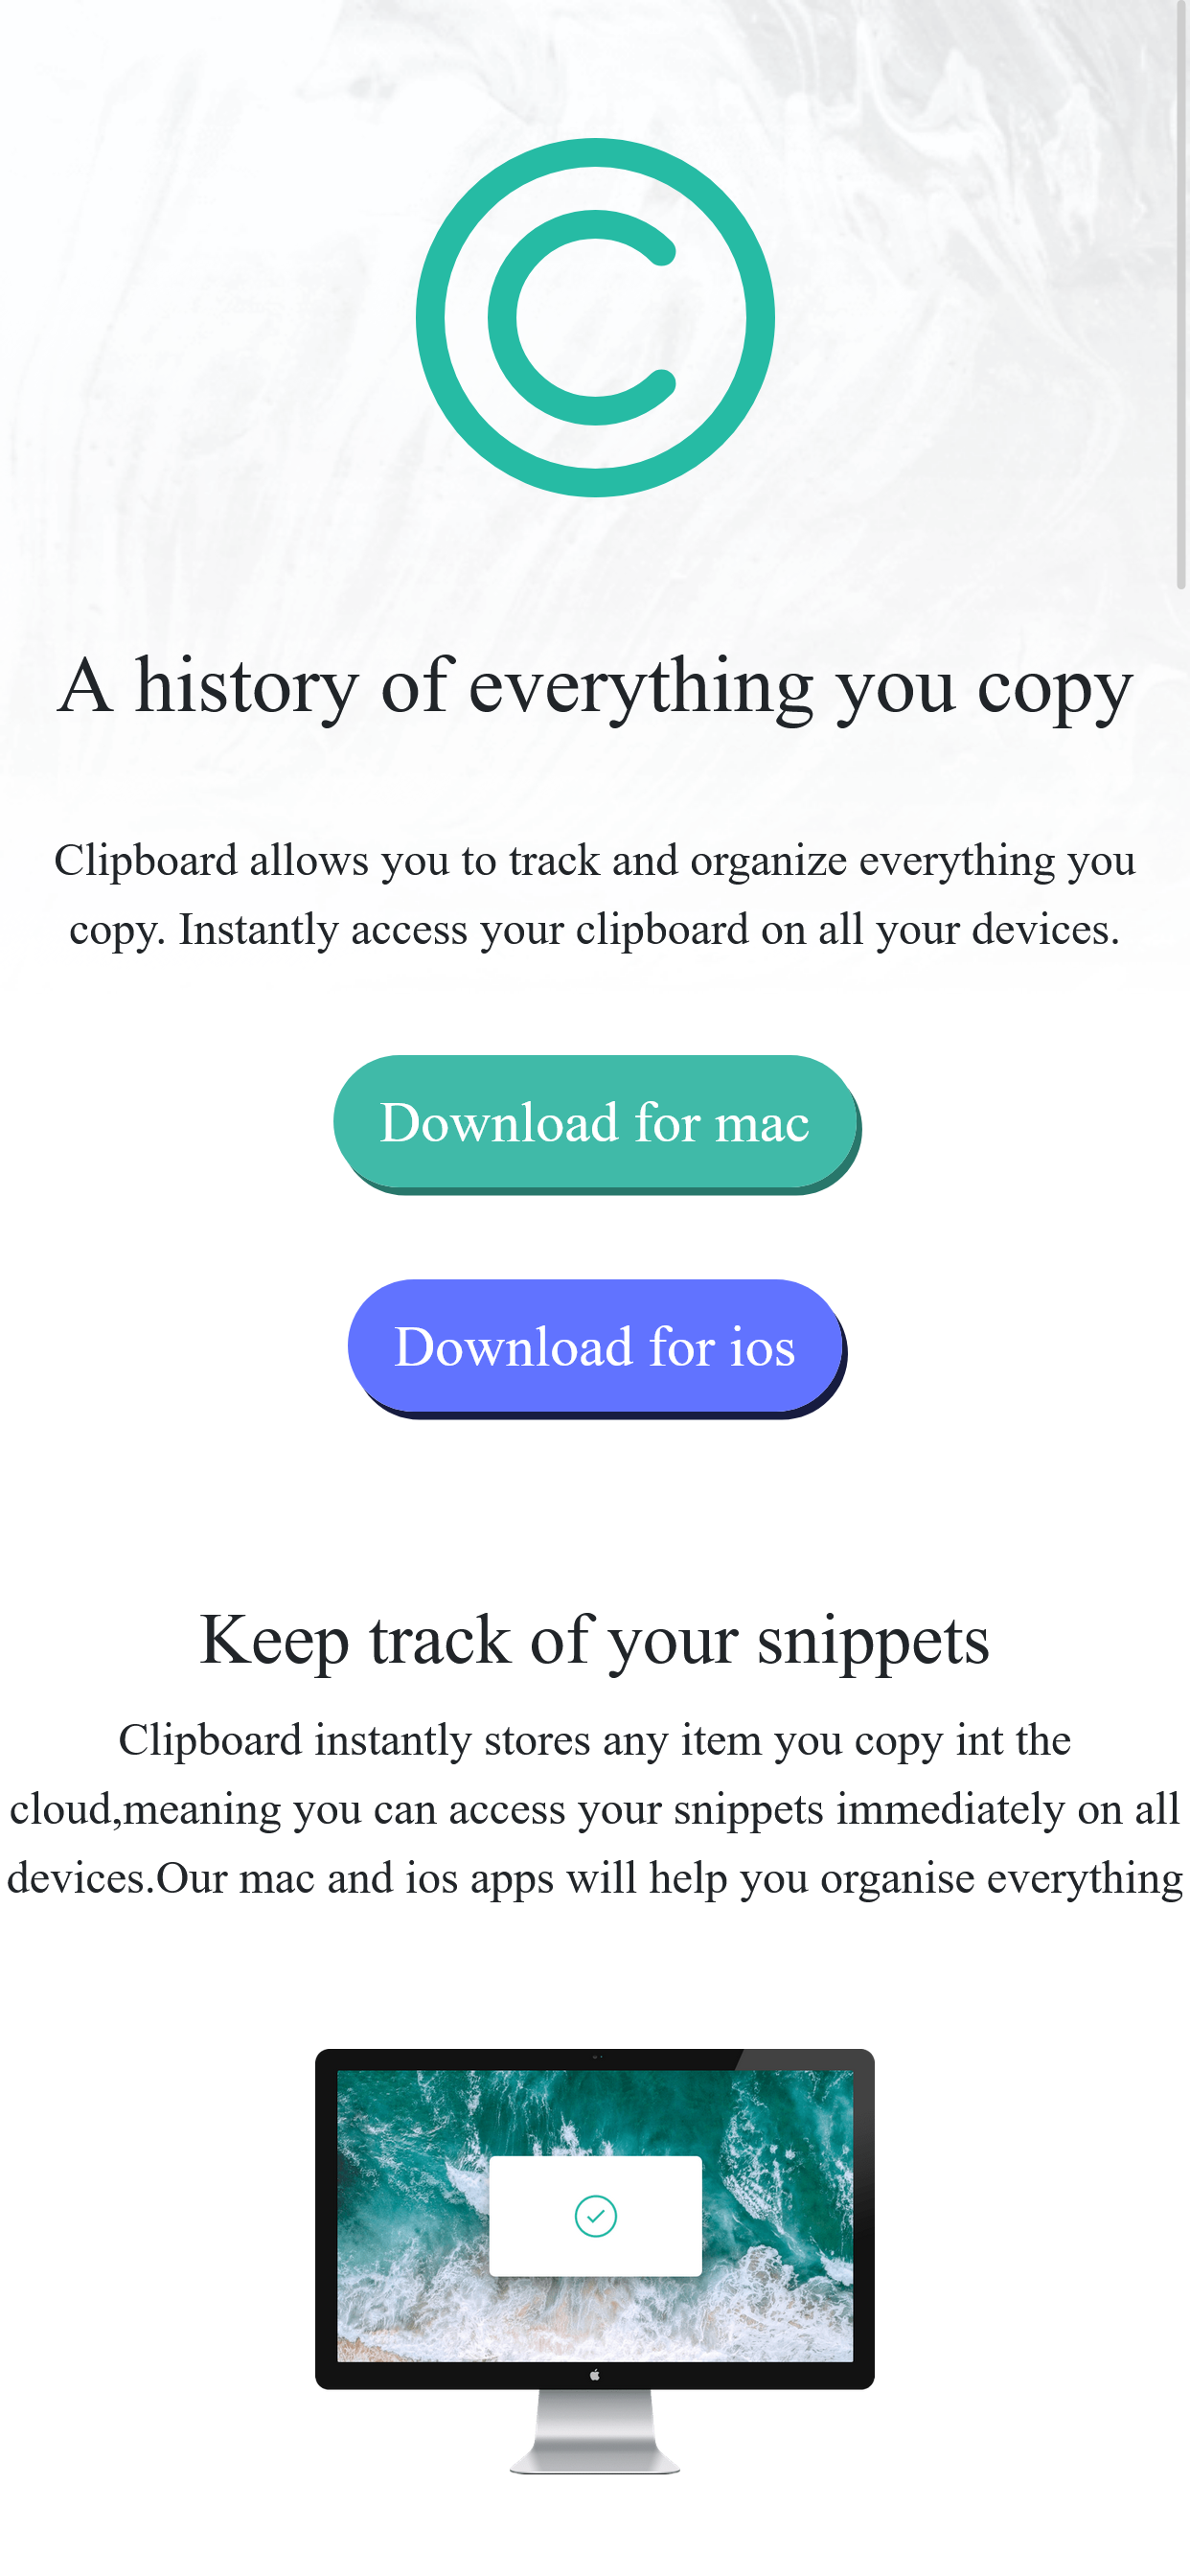 A history of everything you copy
Clipboard allows you to track and organize everything you
copy. Instantly access your clipboard on all your devices.
Download for mac
Download for ios
Keep track of your snippets
Clipboard instantly stores any item you copy int the
cloud,meaning you can access your snippets immediately on all
devices.Our mac and ios apps will help you organise everything